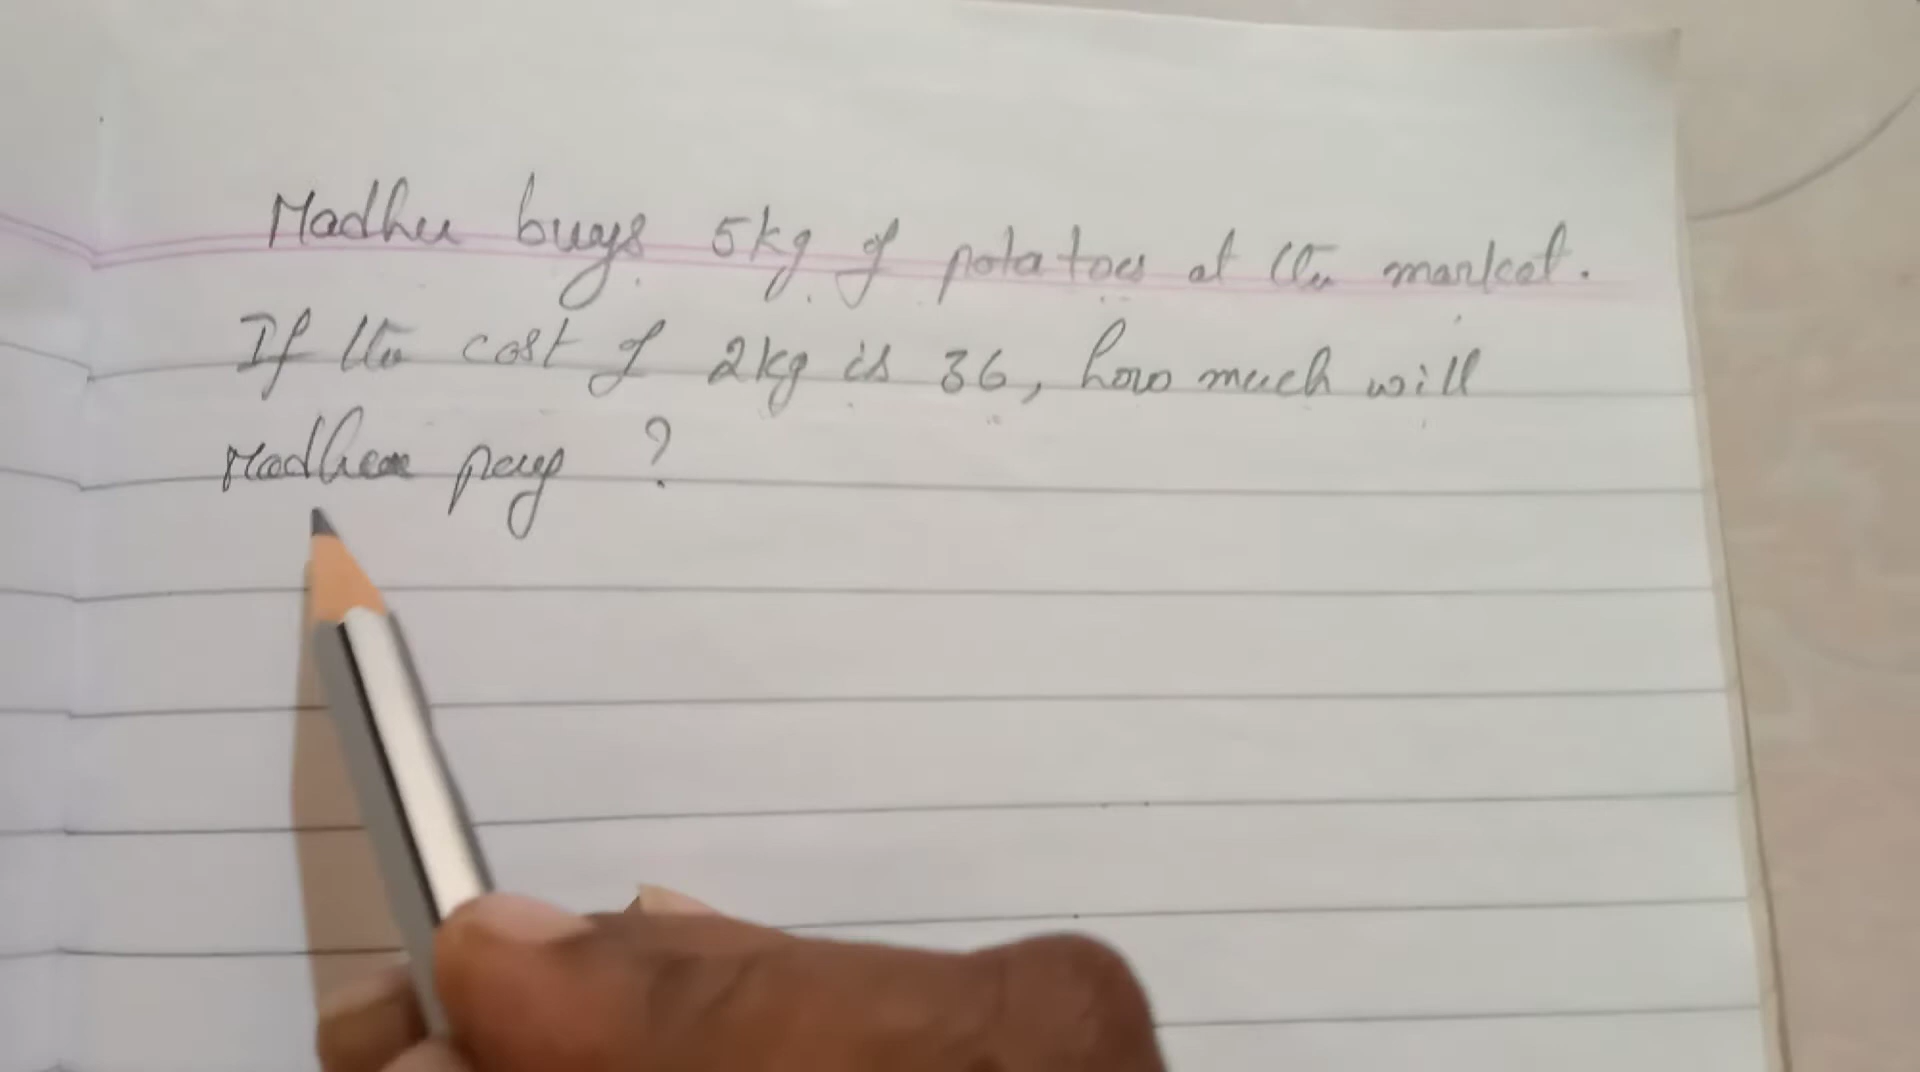 Madhu buys 5kg of potatoes at the market.
If the cost of 2kg is 36, how much will
Madhu pay ?